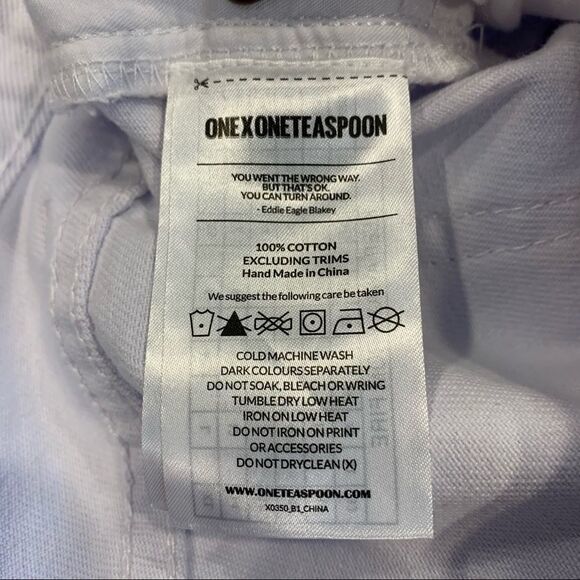 ONEXONETEASPOON
YOU WENT THE WRONG WAY.
BUT THAT'S OK.
YOU CAN TURN AROUND.
- Eddie Eagle Blakey
100% COTTON
EXCLUDING TRIMS
Hand Made in China
We suggest the following care be taken
COLD MACHINE WASH
DARK COLOURS SEPARATELY
DO NOT SOAK, BLEACH OR WRING
TUMBLE DRY LOW HEAT
IRON ON LOW HEAT
DO NOT IRON ON PRINT
OR ACCESSORIES
DO NOT DRYCLEAN (X)
WWW.ONETEASPOON.COM
X0350_B1_CHINA